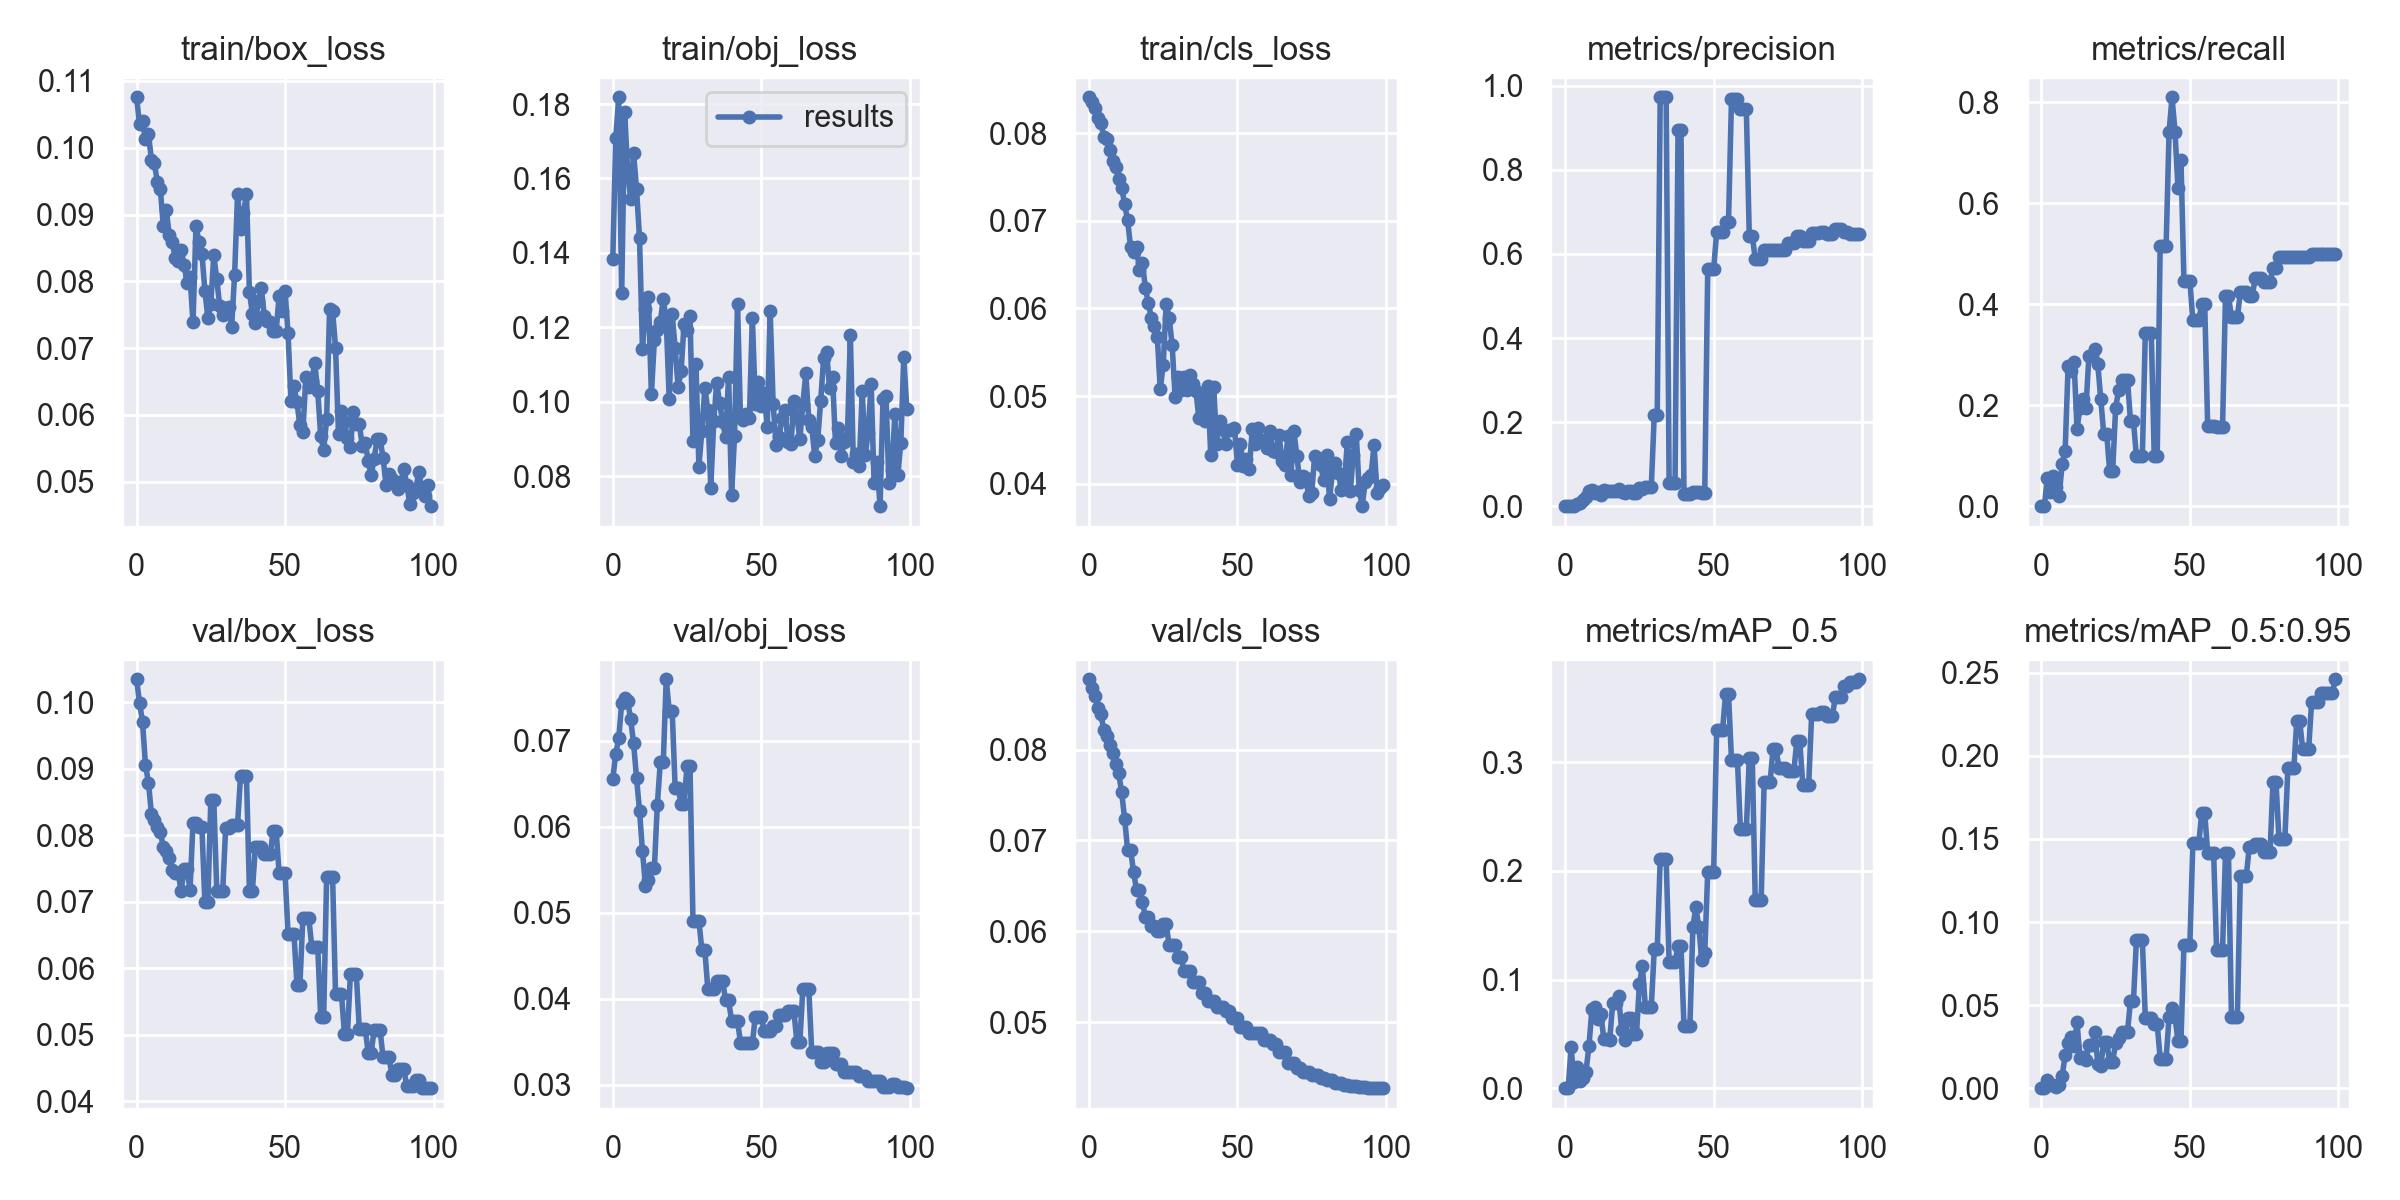 train/box_loss
0.11
0.10
0.09
0.08
0.07
0.06
0.05
0 50 100
train/obj_loss
results
0.18
0.16
0.14
0.12
0.10
0.08
0 50 100
train/cls_loss
0.08
0.07
0.06
0.05
0.04
0 50 100
metrics/precision
1.0
0.8
0.6
0.4
0.2
0.0
0 50 100
metrics/recall
0.8
0.6
0.4
0.2
0.0
0 50 100
val/box_loss
0.10
0.09
0.08
0.07
0.06
0.05
0.04
0 50 100
val/obj_loss
0.07
0.06
0.05
0.04
0.03
0 50 100
val/cls_loss
0.08
0.07
0.06
0.05
0 50 100
metrics/mAP_0.5
0.3
0.2
0.1
0.0
0 50 100
metrics/mAP_0.5:0.95
0.25
0.20
0.15
0.10
0.05
0.00
0 50 100